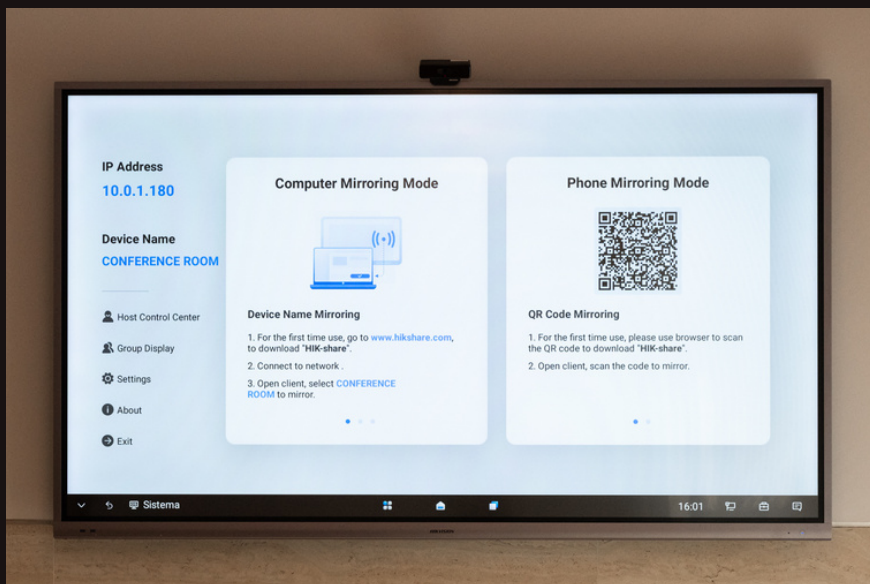 IP Address
10.0.1.180
Device Name
CONFERENCE ROOM
Host Control Center
Group Display
Settings
About
Exit
Computer Mirroring Mode
Device Name Mirroring
1. For the first time use, go to www.hikshare.com,
to download "HIK-share".
2. Connect to network .
3. Open client, select CONFERENCE
ROOM to mirror.
Phone Mirroring Mode
QR Code Mirroring
1. For the first time use, please use browser to scan
the QR code to download "HIK-share".
2. Open client, scan the code to mirror.
Sistema
16:01
HIKVISION